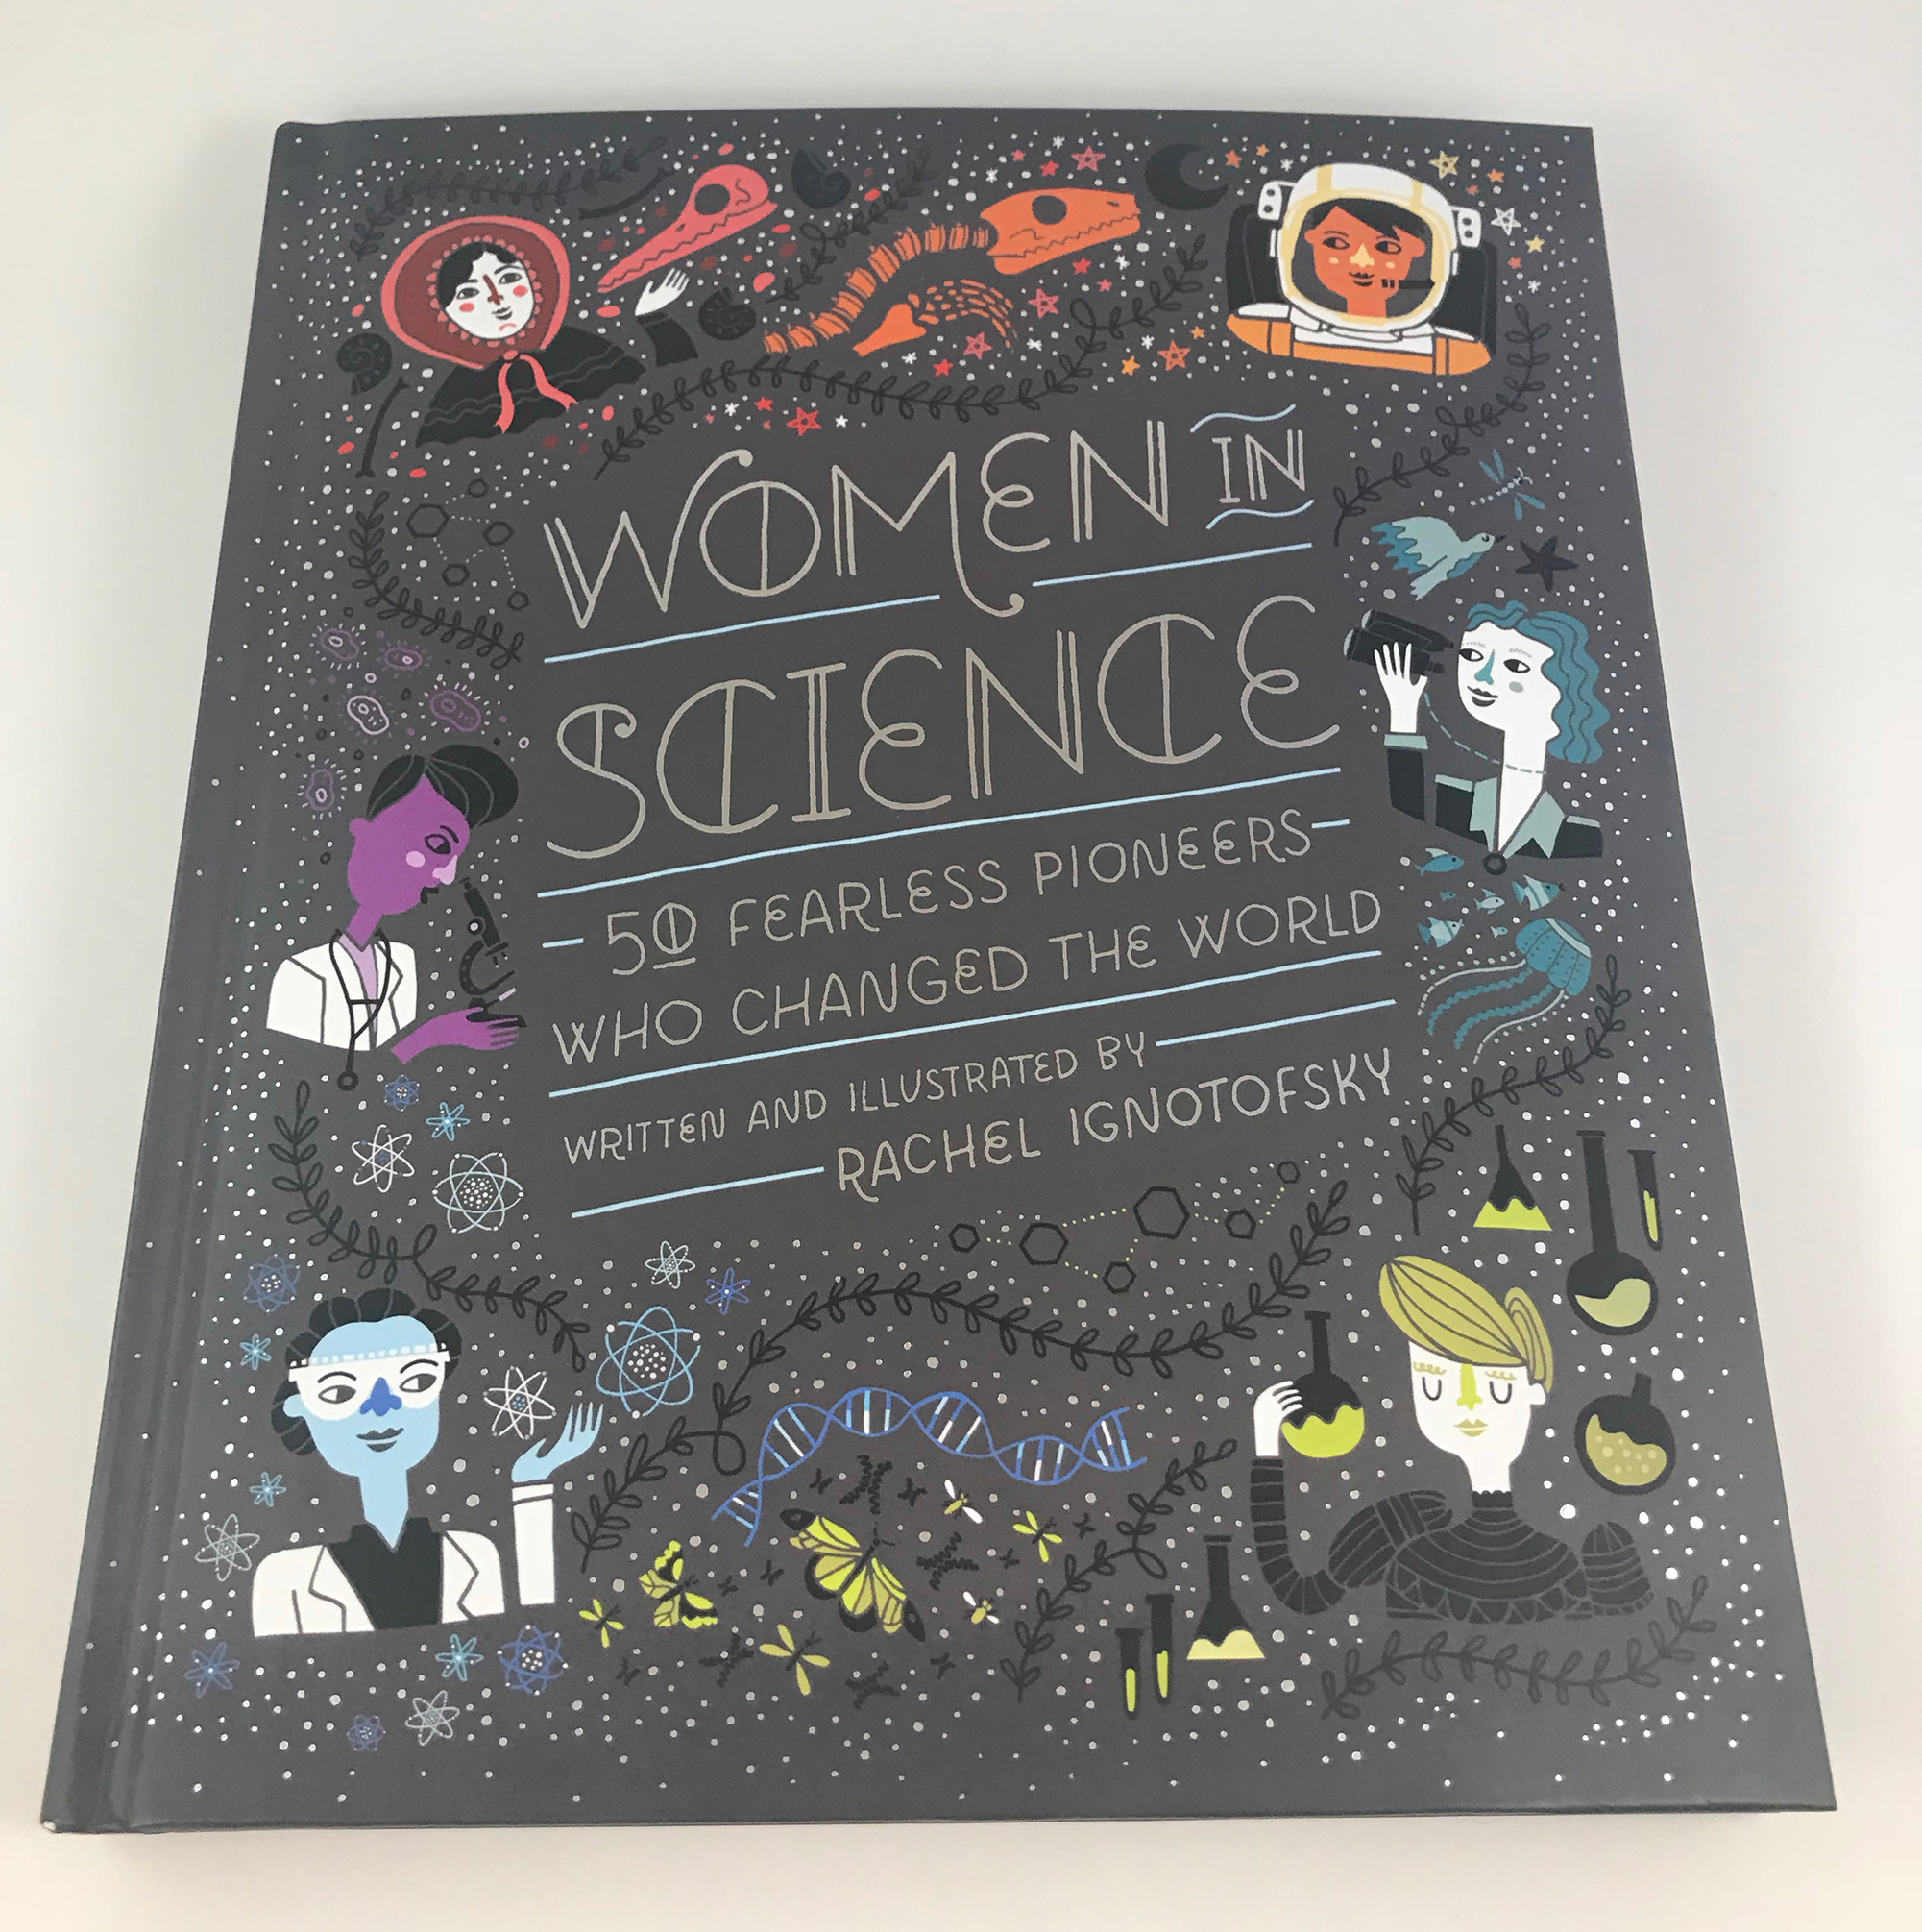 WOMEN IN
SCIENCE
50 FEARLESS PIONEERS
WHO CHANGED THE WORLD
WRITTEN AND ILLUSTRATED BY
RACHEL IGNOTOFSKY